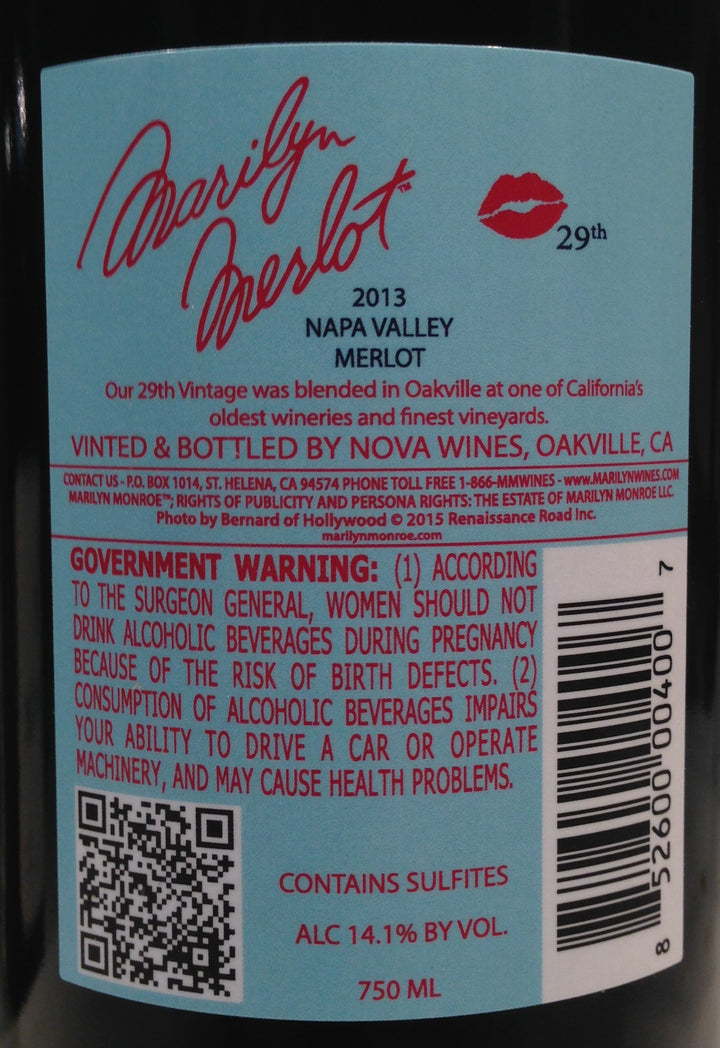 Marilyn
Merlot™
29th
2013
NAPA VALLEY
MERLOT
Our 29th Vintage was blended in Oakville at one of California's
oldest wineries and finest vineyards.
VINTED & BOTTLED BY NOVA WINES, OAKVILLE, CA
CONTACT US - P.O. BOX 1014, ST. HELENA, CA 94574 PHONE TOLL FREE 1-866-MMWINES - www.MARILYNWINES.COM
MARILYN MONROE™; RIGHTS OF PUBLICITY AND PERSONA RIGHTS: THE ESTATE OF MARILYN MONROE LLC.
Photo by Bernard of Hollywood © 2015 Renaissance Road Inc.
marilynmonroe.com
GOVERNMENT WARNING: (1) ACCORDING
TO THE SURGEON GENERAL, WOMEN SHOULD NOT
DRINK ALCOHOLIC BEVERAGES DURING PREGNANCY
BECAUSE OF THE RISK OF BIRTH DEFECTS. (2)
CONSUMPTION OF ALCOHOLIC BEVERAGES IMPAIRS
YOUR ABILITY TO DRIVE A CAR OR OPERATE
MACHINERY, AND MAY CAUSE HEALTH PROBLEMS.
CONTAINS SULFITES
ALC 14.1% BY VOL.
750 ML
8 52600 00400 7